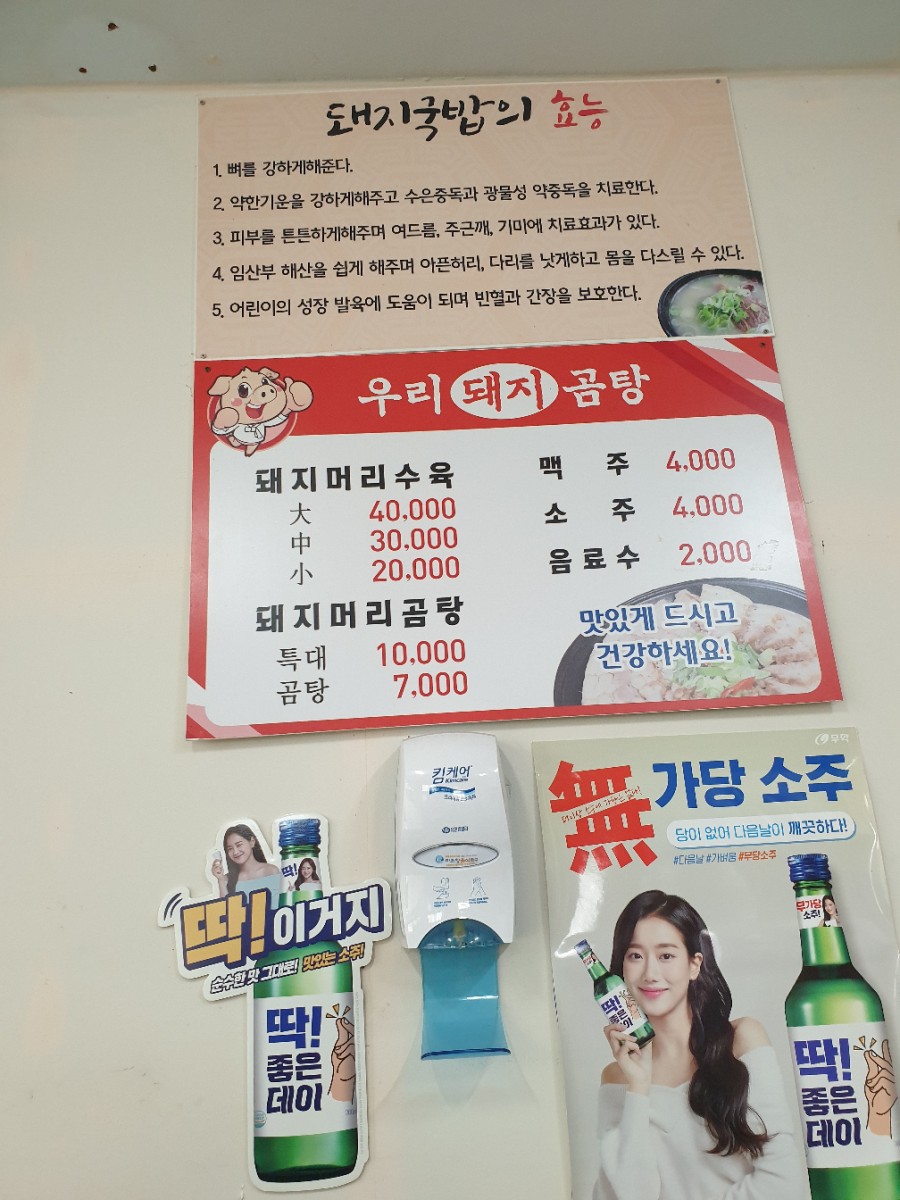 돼지국밥의 효능
1. 뼈를 강하게해준다.
2. 약한기운을 강하게해주고 수은중독과 광물성 약중독을 치료한다.
3. 피부를 튼튼하게해주며 여드름, 주근깨, 기미에 치료효과가 있다.
4. 임산부 해산을 쉽게 해주며 아픈허리, 다리를 낫게하고 몸을 다스릴 수 있다.
5. 어린이의 성장 발육에 도움이 되며 빈혈과 간장을 보호한다.
우리 돼지 곰탕
돼지머리수육
大 40,000
中 30,000
小 20,000
돼지머리곰탕
특대 10,000
곰탕 7,000
맥 주 4,000
소 주 4,000
음료수 2,000
맛있게 드시고
건강하세요!
킴케어
Kimcare
딱!
딱! 이거지
순수한 맛 그대로! 맛있는 소주!
딱!
좋은
데이
무학
無 가당 소주
당이 없어 다음날이 깨끗하다!
#다음날 #가벼움 #무당소주
딱!
좋은
데이
무가당
소주!
딱!
좋은
데이